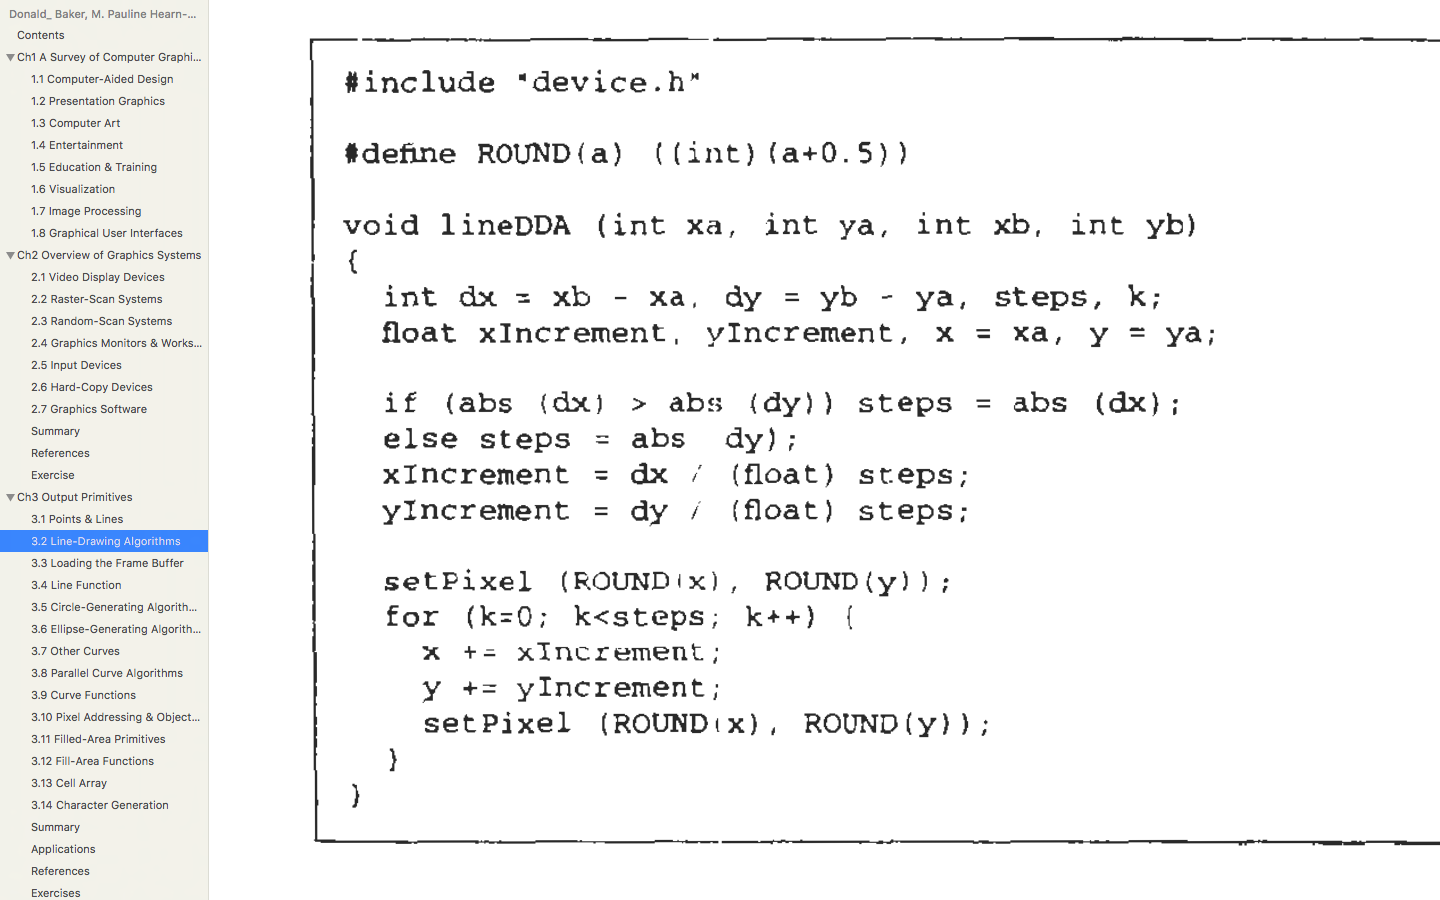 Donald_ Baker, M. Pauline Hearn-...
Contents
Ch1 A Survey of Computer Graphi...
1.1 Computer-Aided Design
1.2 Presentation Graphics
1.3 Computer Art
1.4 Entertainment
1.5 Education & Training
1.6 Visualization
1.7 Image Processing
1.8 Graphical User Interfaces
Ch2 Overview of Graphics Systems
2.1 Video Display Devices
2.2 Raster-Scan Systems
2.3 Random-Scan Systems
2.4 Graphics Monitors & Works...
2.5 Input Devices
2.6 Hard-Copy Devices
2.7 Graphics Software
Summary
References
Exercise
Ch3 Output Primitives
3.1 Points & Lines
3.2 Line-Drawing Algorithms
3.3 Loading the Frame Buffer
3.4 Line Function
3.5 Circle-Generating Algorith...
3.6 Ellipse-Generating Algorith...
3.7 Other Curves
3.8 Parallel Curve Algorithms
3.9 Curve Functions
3.10 Pixel Addressing & Object...
3.11 Filled-Area Primitives
3.12 Fill-Area Functions
3.13 Cell Array
3.14 Character Generation
Summary
Applications
References
Exercises
#include "device.h"
#define ROUND(a) ((int)(a+0.5))
void lineDDA (int xa, int ya, int xb, int yb)
{
int dx = xb - xa, dy = yb - ya, steps, k;
float xIncrement, yIncrement, x = xa, y = ya;
if (abs (dx) > abs (dy)) steps = abs (dx);
else steps = abs dy);
xIncrement = dx / (float) steps;
yIncrement = dy / (float) steps;
setPixel (ROUND(x), ROUND(y));
for (k=0; k<steps; k++) {
x += xIncrement;
y += yIncrement;
setPixel (ROUND(x), ROUND(y));
}
}